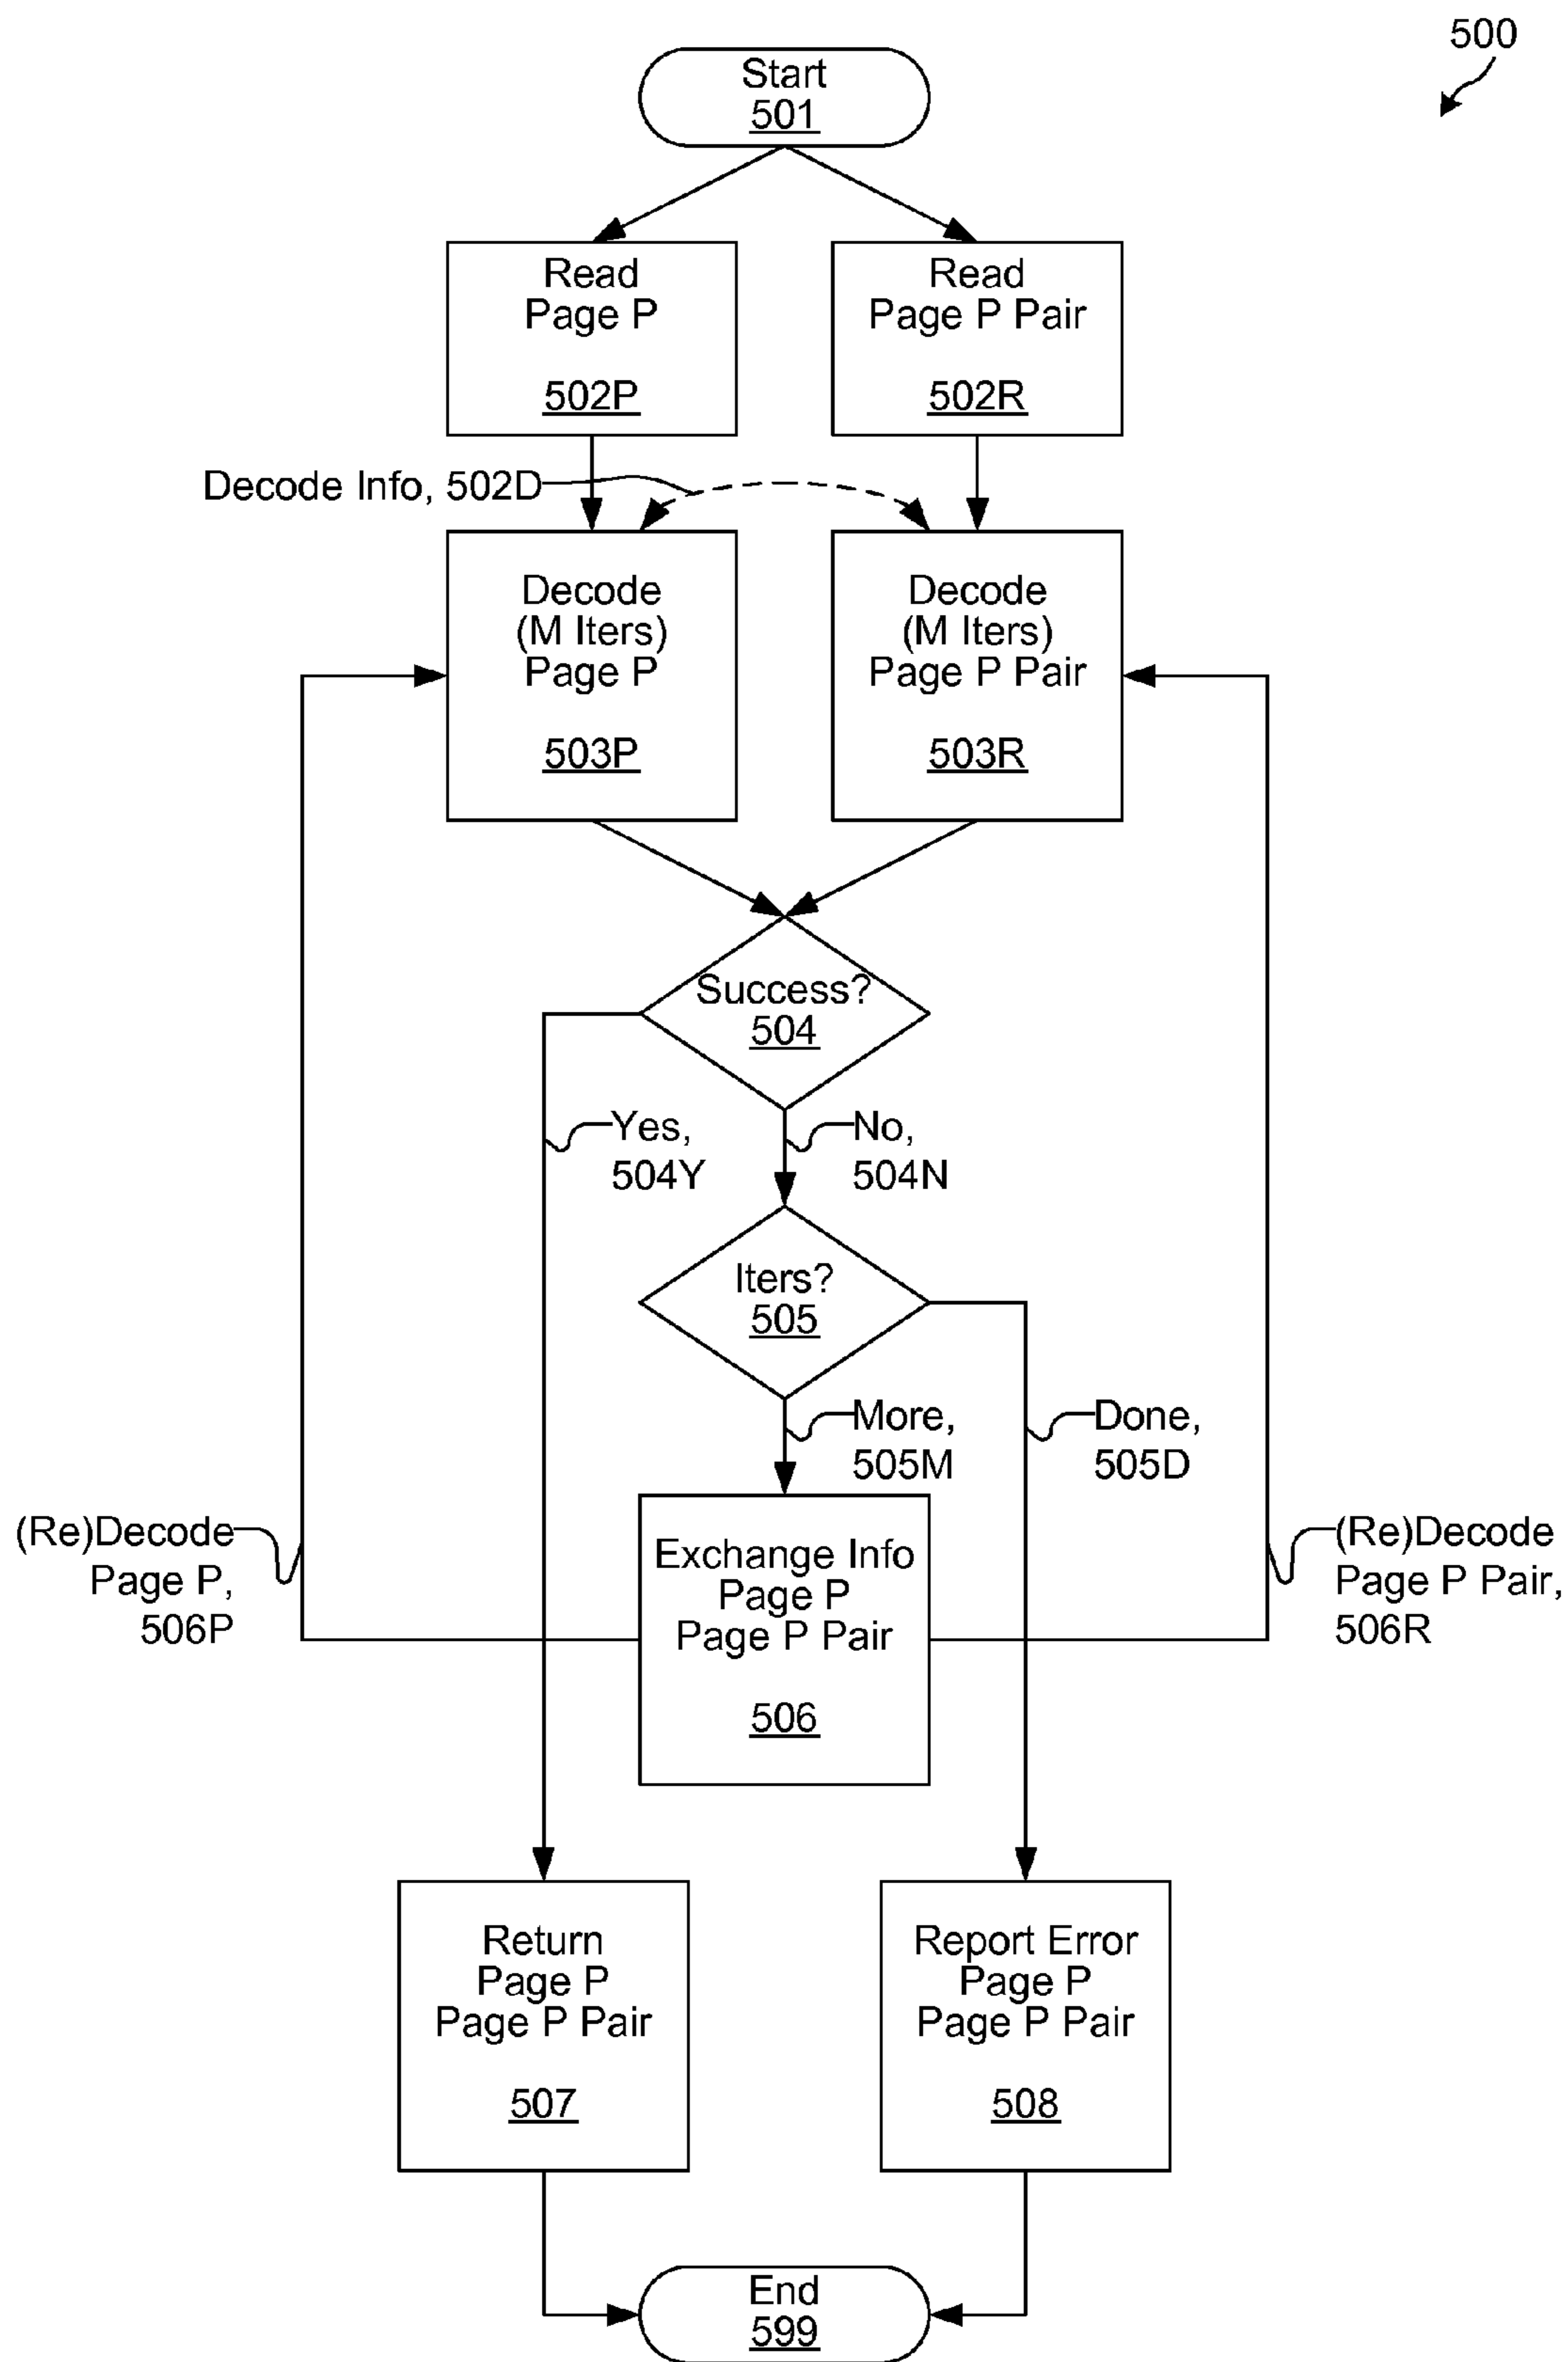 500
Start
501
Read
Page P
502P
Read
Page P Pair
502R
Decode Info, 502D
Decode
(M Iters)
Page P
503P
Decode
(M Iters)
Page P Pair
503R
Success?
504
Yes,
504Y
No,
504N
Iters?
505
More,
505M
Done,
505D
(Re)Decode
Page P,
506P
Exchange Info
Page P
Page P Pair
506
(Re)Decode
Page P Pair,
506R
Return
Page P
Page P Pair
507
Report Error
Page P
Page P Pair
508
End
599